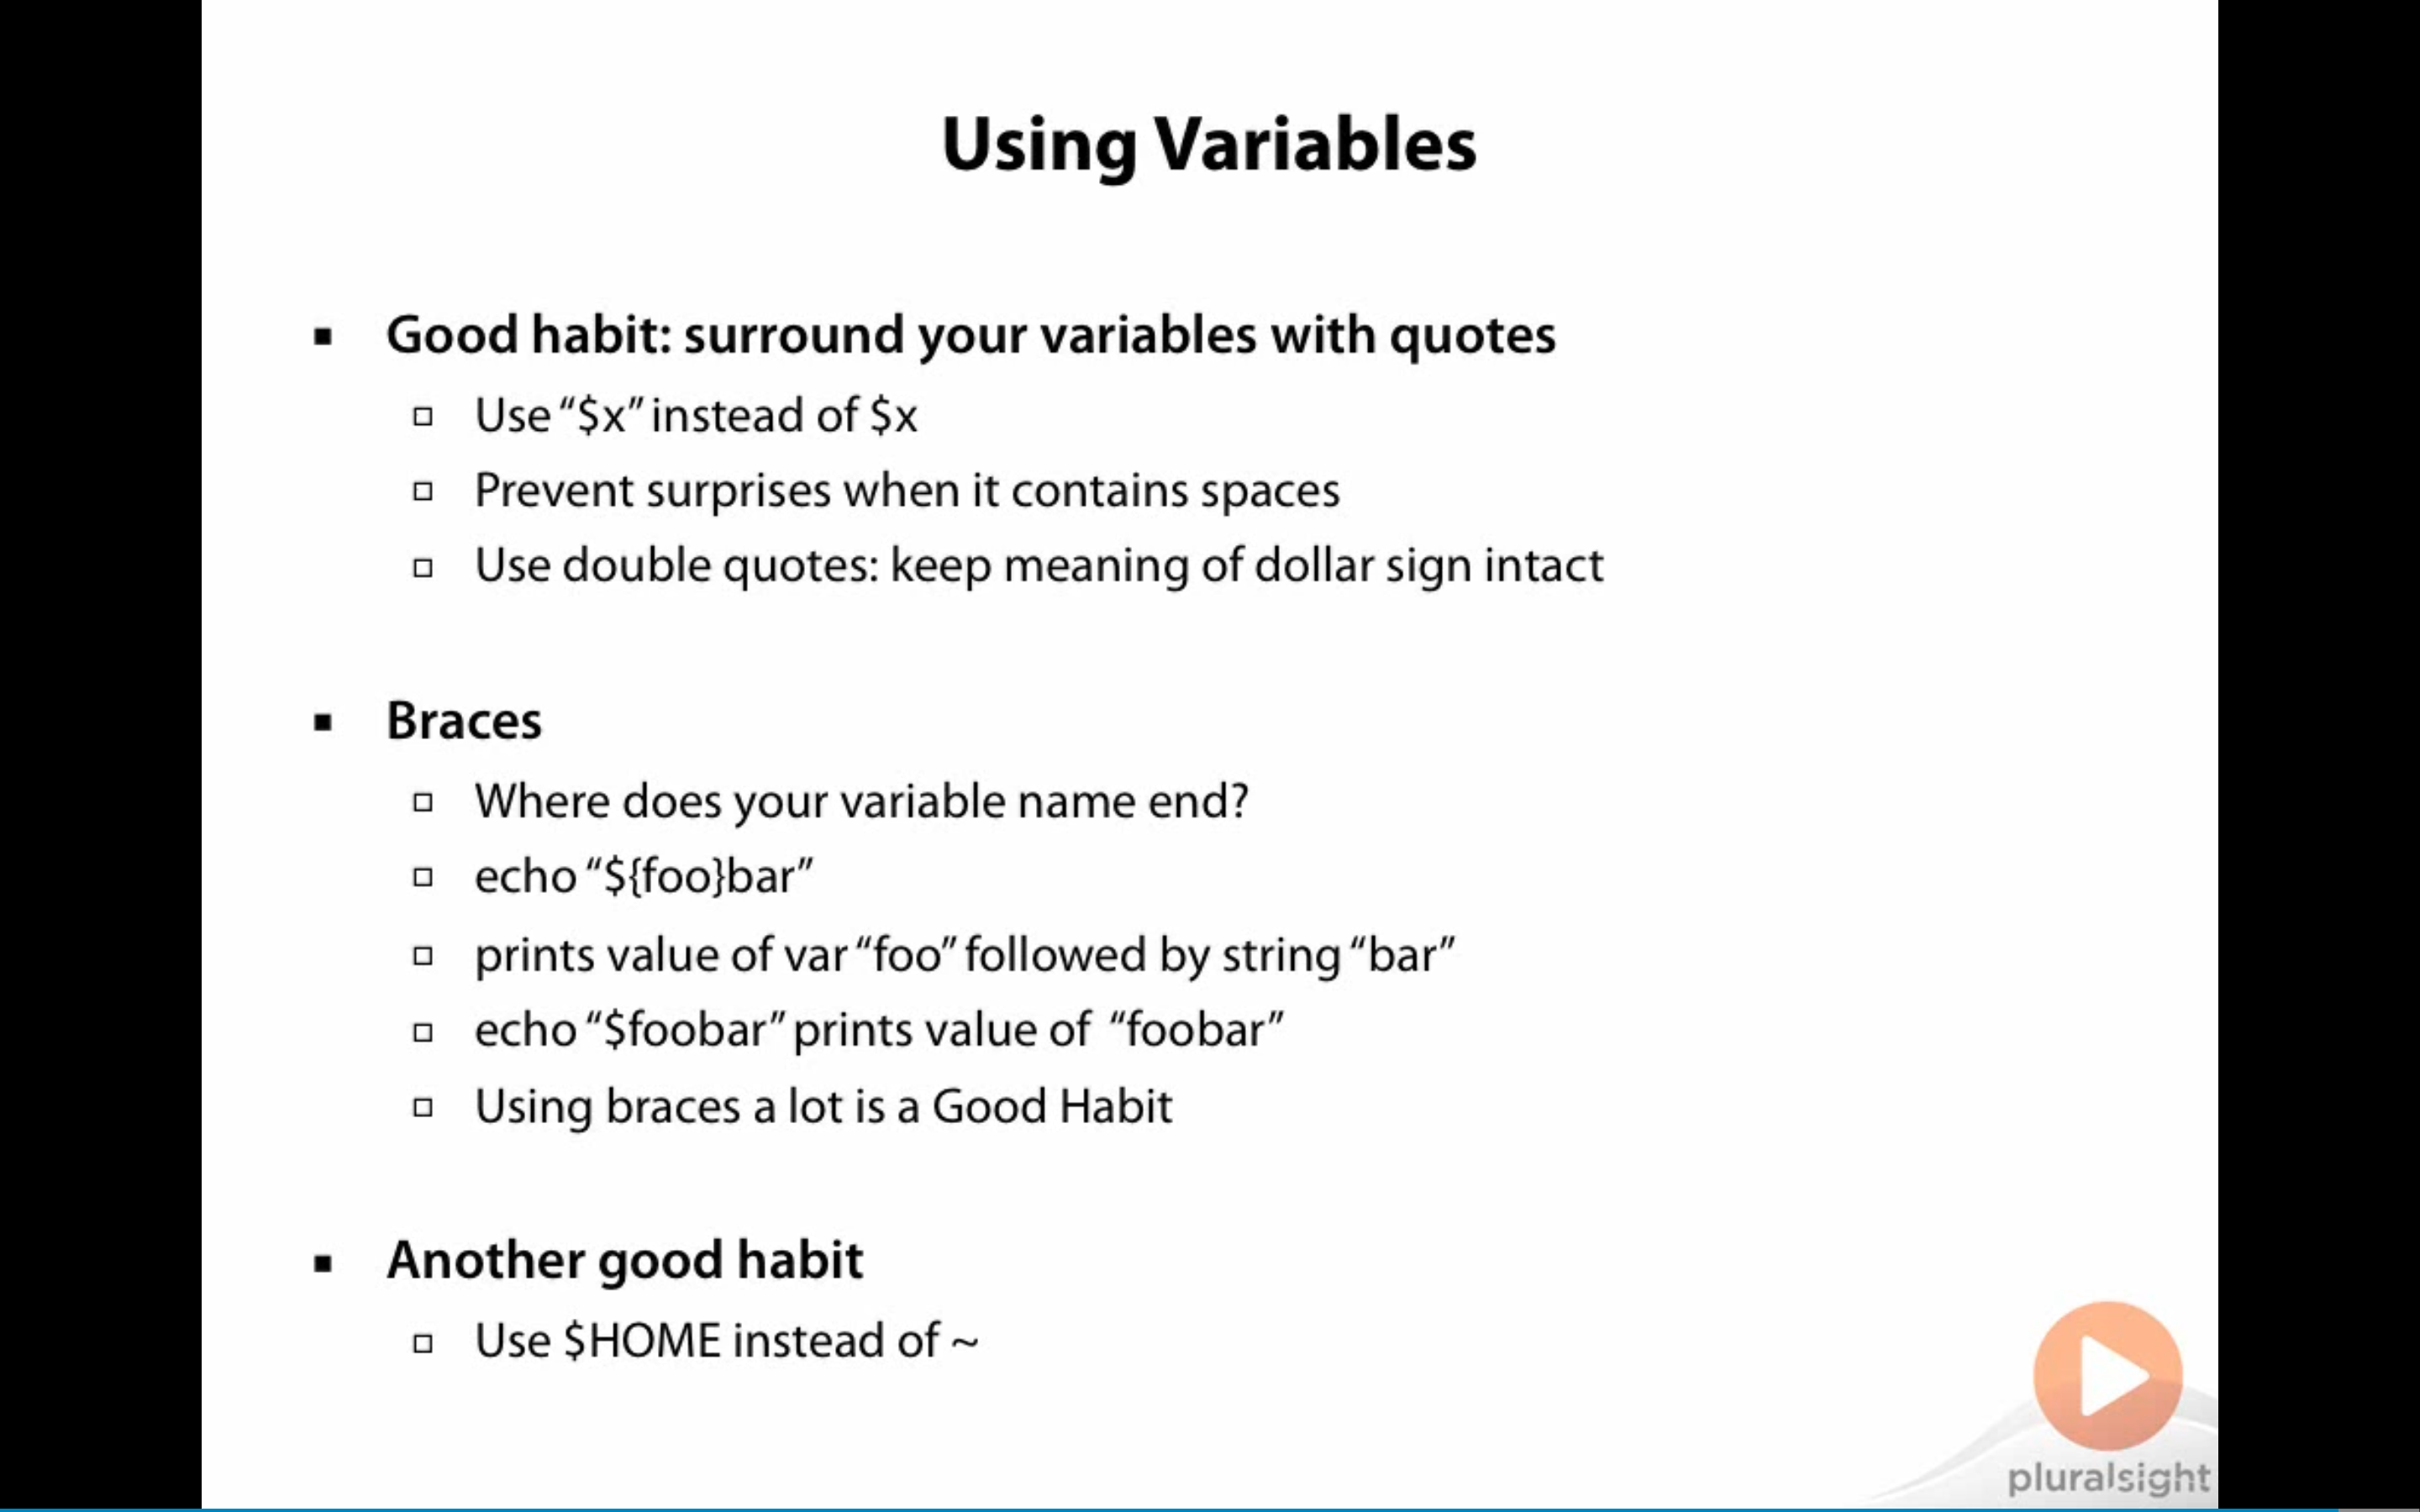 Using Variables
Good habit: surround your variables with quotes
Use “$x” instead of $x
Prevent surprises when it contains spaces
Use double quotes: keep meaning of dollar sign intact
Braces
Where does your variable name end?
echo “${foo}bar”
prints value of var “foo” followed by string “bar”
echo “$foobar” prints value of “foobar”
Using braces a lot is a Good Habit
Another good habit
Use $HOME instead of ~
pluralsight